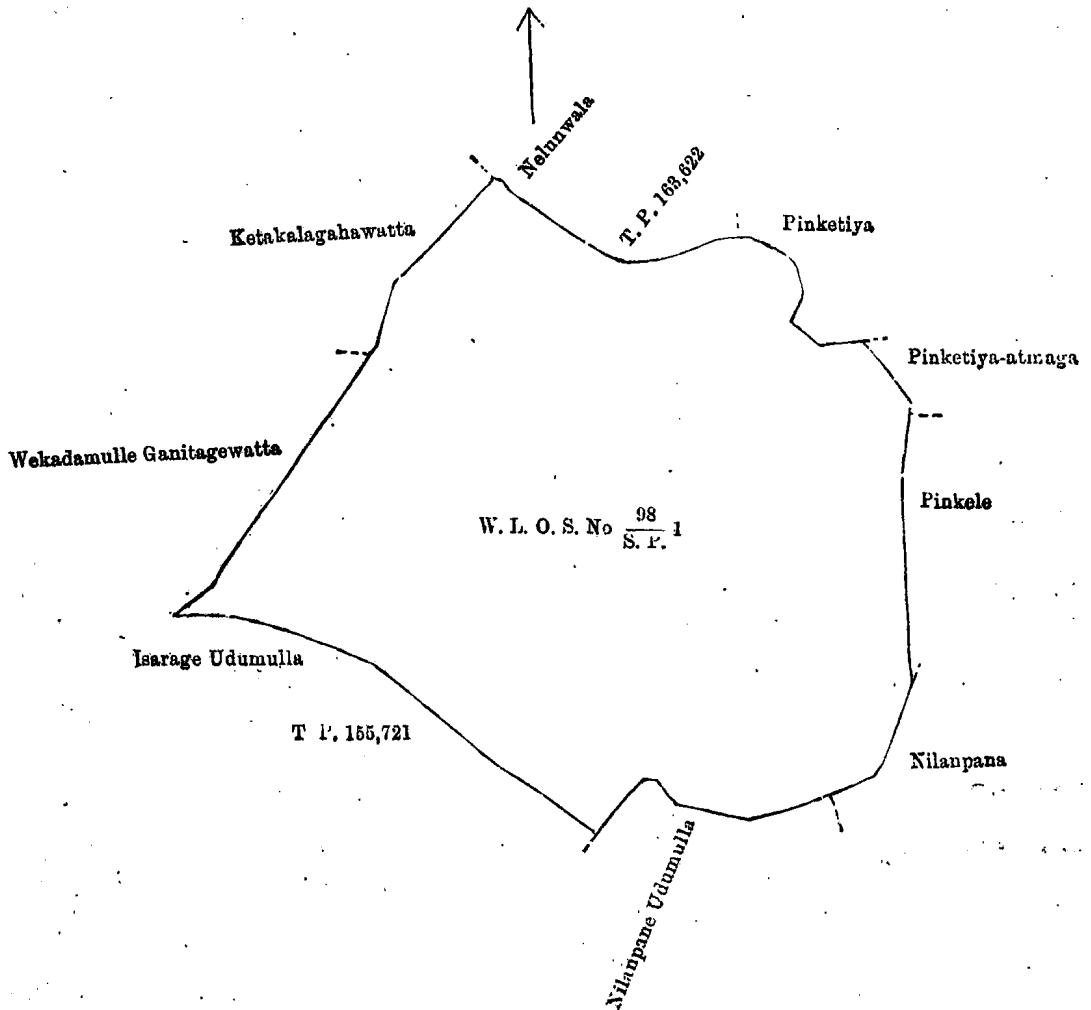 Nelunwala
T. P. 163,622
Ketakalagahawatta
Pinketiya
Pinketiya-atmaga
Wekadamulle Ganitagewatta
Pinkele
W. L. O. S. No 98/S. P. 1
Isarage Udumulla
T P. 155,721
Nilanpana
Nilanpane Udumulla